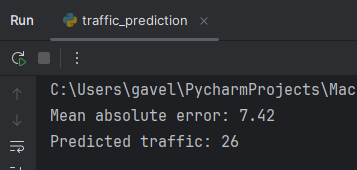 Run traffic_prediction
C:\Users\gavel\PycharmProjects\Mac
Mean absolute error: 7.42
Predicted traffic: 26